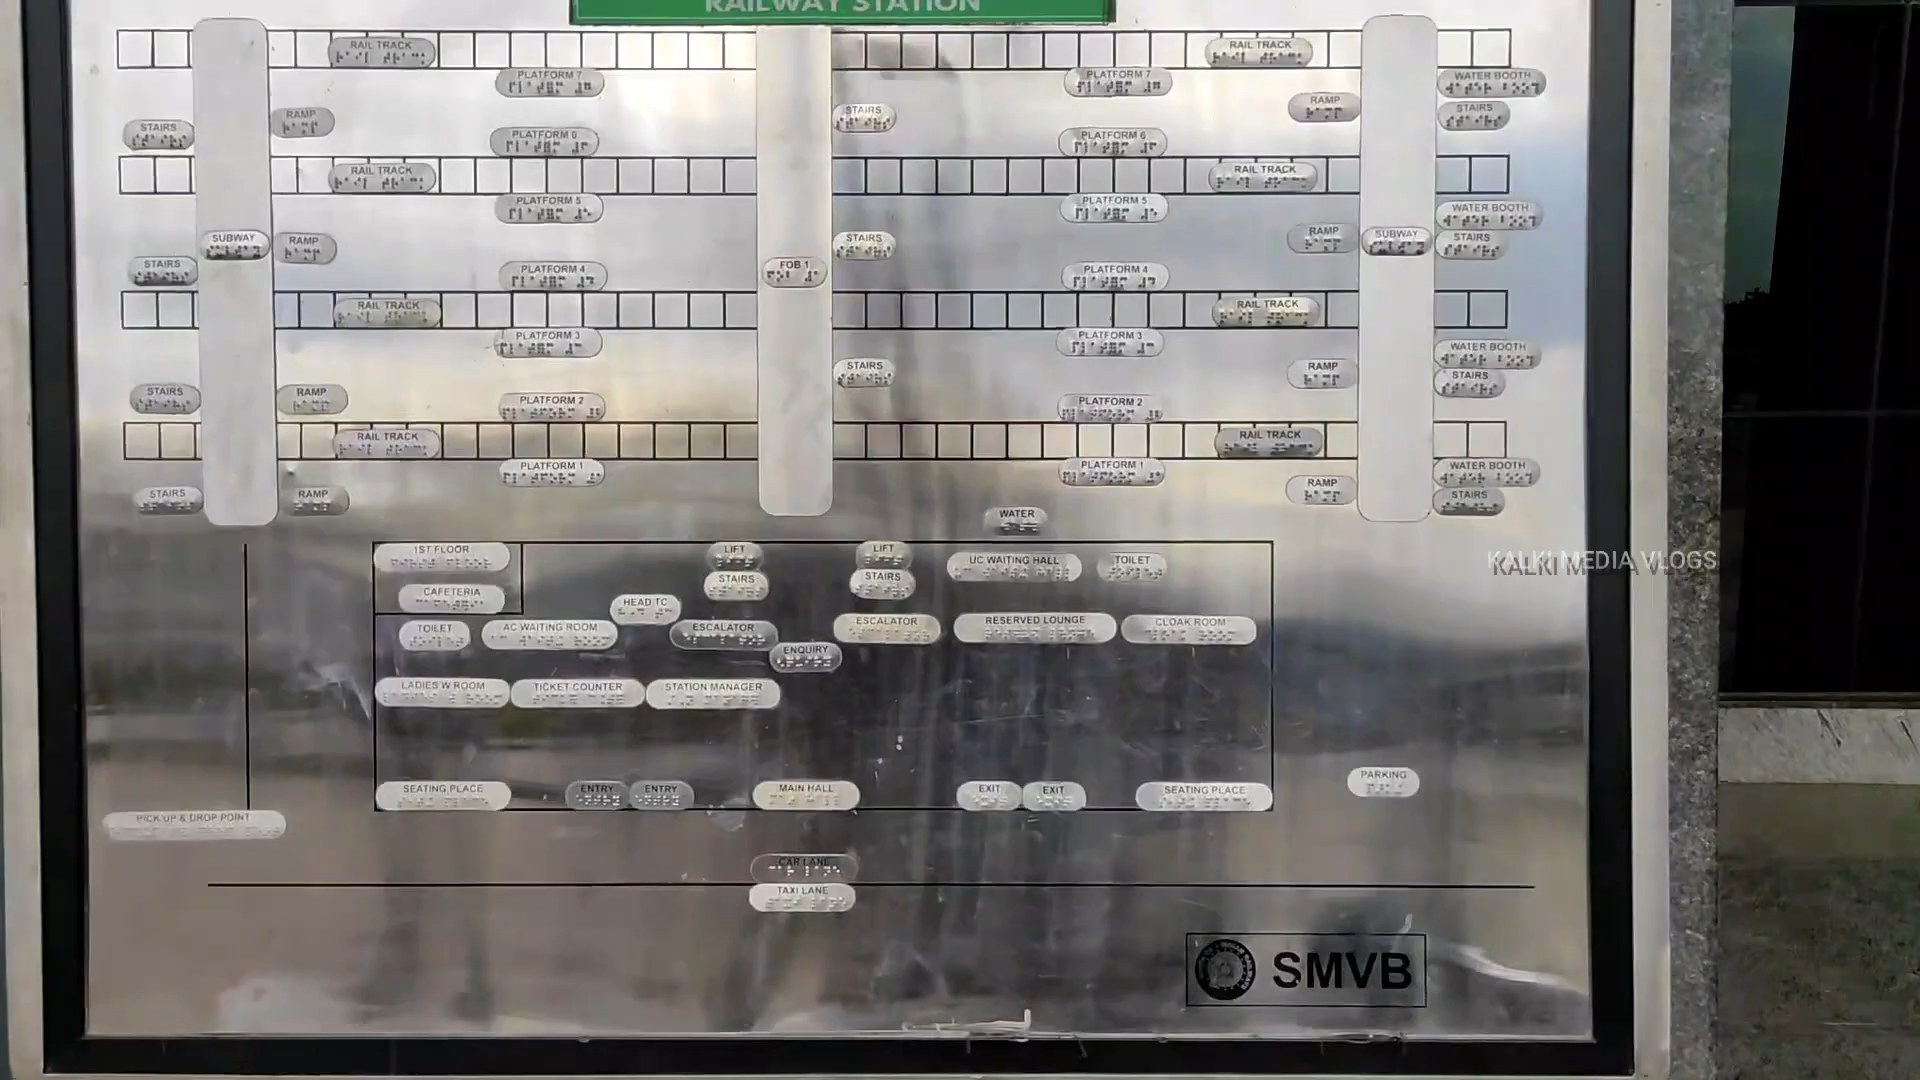 RAILWAY STATION
RAIL TRACK RAIL TRACK
PLATFORM 7 PLATFORM 7 WATER BOOTH
STAIRS RAMP STAIRS RAMP STAIRS
PLATFORM 6 PLATFORM 6
RAIL TRACK RAIL TRACK
PLATFORM 5 PLATFORM 5 WATER BOOTH
SUBWAY RAMP STAIRS RAMP SUBWAY STAIRS
STAIRS PLATFORM 4 FOB 1 PLATFORM 4
RAIL TRACK RAIL TRACK
PLATFORM 3 PLATFORM 3 WATER BOOTH
STAIRS RAMP STAIRS
STAIRS RAMP PLATFORM 2 PLATFORM 2
RAIL TRACK RAIL TRACK
PLATFORM 1 PLATFORM 1 WATER BOOTH
STAIRS RAMP RAMP STAIRS
WATER
1ST FLOOR LIFT LIFT UC WAITING HALL TOILET
CAFETERIA STAIRS STAIRS
HEAD TC
TOILET AC WAITING ROOM ESCALATOR ESCALATOR RESERVED LOUNGE CLOAK ROOM
ENQUIRY
LADIES W ROOM TICKET COUNTER STATION MANAGER
PARKING
SEATING PLACE ENTRY ENTRY MAIN HALL EXIT EXIT SEATING PLACE
PICK UP & DROP POINT
CAR LANE
TAXI LANE
SMVB
KALKI MEDIA VLOGS